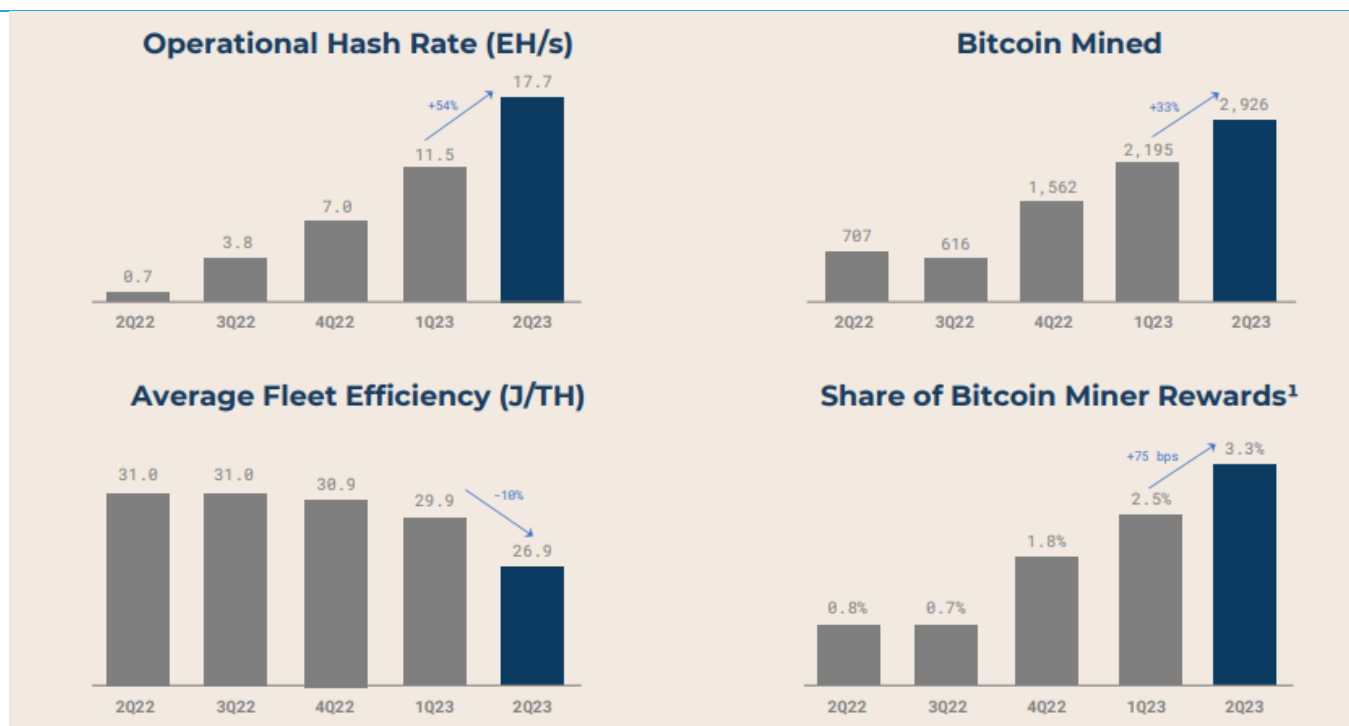 Operational Hash Rate (EH/s)
17.7
+54%
11.5
7.0
3.8
0.7
2Q22 3Q22 4Q22 1Q23 2Q23
Bitcoin Mined
2,926
+33%
2,195
1,562
707
616
2Q22 3Q22 4Q22 1Q23 2Q23
Average Fleet Efficiency (J/TH)
31.0 31.0 30.9 29.9
-10%
26.9
2Q22 3Q22 4Q22 1Q23 2Q23
Share of Bitcoin Miner Rewards¹
3.3%
+75 bps
2.5%
1.8%
0.8% 0.7%
2Q22 3Q22 4Q22 1Q23 2Q23